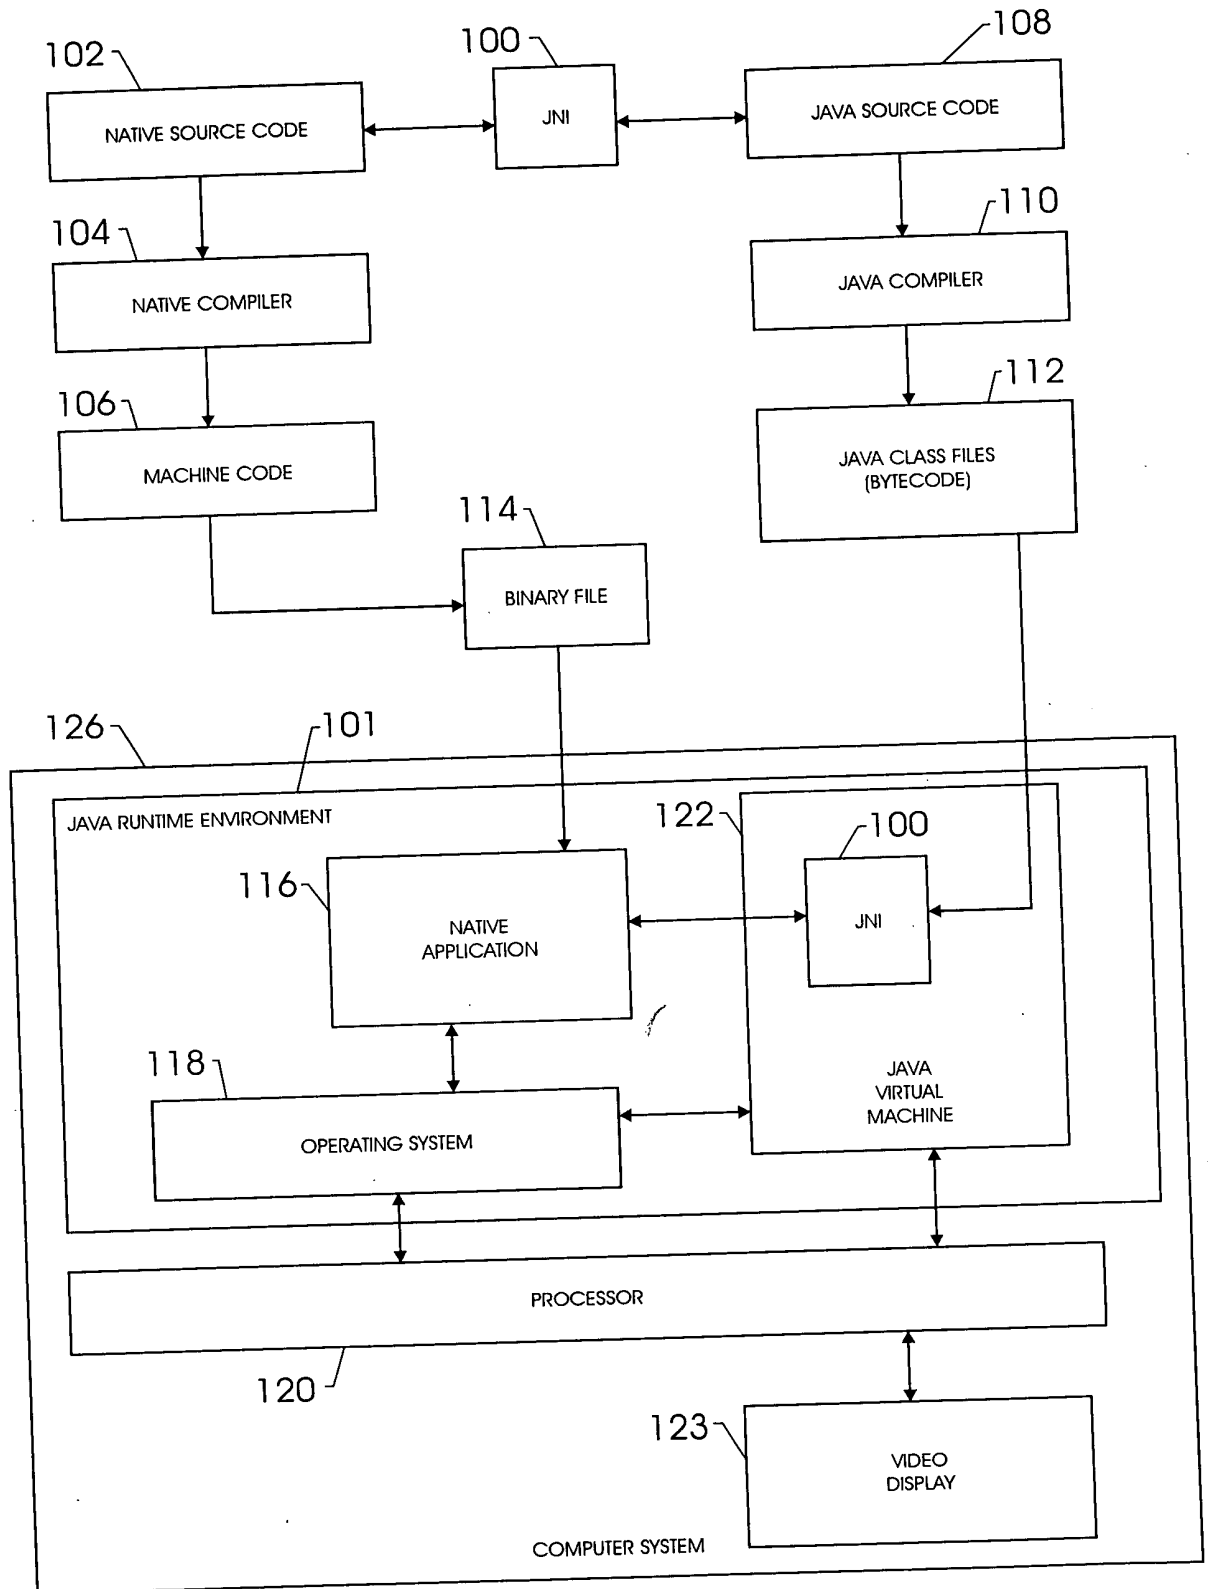 102
100
108
NATIVE SOURCE CODE
JNI
JAVA SOURCE CODE
104
110
NATIVE COMPILER
JAVA COMPILER
106
112
MACHINE CODE
JAVA CLASS FILES
(BYTECODE)
114
BINARY FILE
126
101
JAVA RUNTIME ENVIRONMENT
122
100
116
NATIVE
APPLICATION
JNI
118
OPERATING SYSTEM
JAVA
VIRTUAL
MACHINE
PROCESSOR
120
123
VIDEO
DISPLAY
COMPUTER SYSTEM